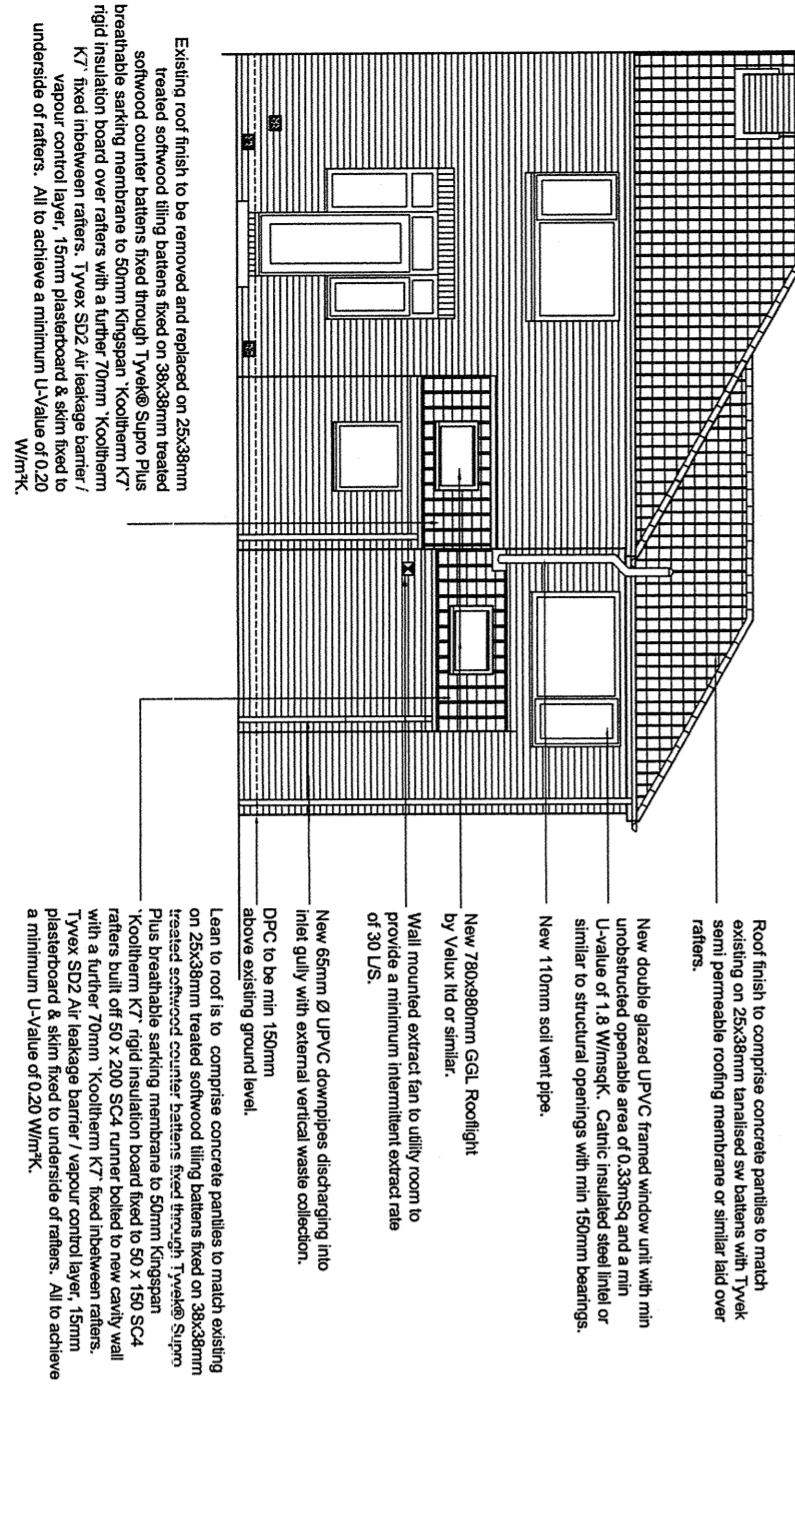 Existing roof finish to be removed and replaced on 25x38mm
treated softwood tiling battens fixed on 38x38mm treated
softwood counter battens fixed through Tyvek® Supro Plus
breathable sarking membrane to 50mm Kingspan `Kooltherm K7`
rigid insulation board over rafters with a further 70mm `Kooltherm
K7` fixed inbetween rafters. Tyvex SD2 Air leakage barrier /
vapour control layer, 15mm plasterboard & skim fixed to
underside of rafters. All to achieve a minimum U-Value of 0.20
W/m²K.
Roof finish to comprise concrete pantiles to match
existing on 25x38mm tanalised sw battens with Tyvek
semi permeable roofing membrane or similar laid over
rafters.
New double glazed UPVC framed window unit with min
unobstructed openable area of 0.33mSq and a min
U-value of 1.8 W/msqK. Catnic insulated steel lintel or
similar to structural openings with min 150mm bearings.
New 110mm soil vent pipe.
New 780x980mm GGL Rooflight
by Velux ltd or similar.
Wall mounted extract fan to utility room to
provide a minimum intermittent extract rate
of 30 L/S.
New 65mm Ø UPVC downpipes discharging into
inlet gully with external vertical waste collection.
DPC to be min 150mm
above existing ground level.
Lean to roof is to comprise concrete pantiles to match existing
on 25x38mm treated softwood tiling battens fixed on 38x38mm
treated softwood counter battens fixed through Tyvek® Supro
Plus breathable sarking membrane to 50mm Kingspan
`Kooltherm K7` rigid insulation board fixed to 50 x 150 SC4
rafters built off 50 x 200 SC4 runner bolted to new cavity wall
with a further 70mm `Kooltherm K7` fixed inbetween rafters.
Tyvex SD2 Air leakage barrier / vapour control layer, 15mm
plasterboard & skim fixed to underside of rafters. All to achieve
a minimum U-Value of 0.20 W/m²K.